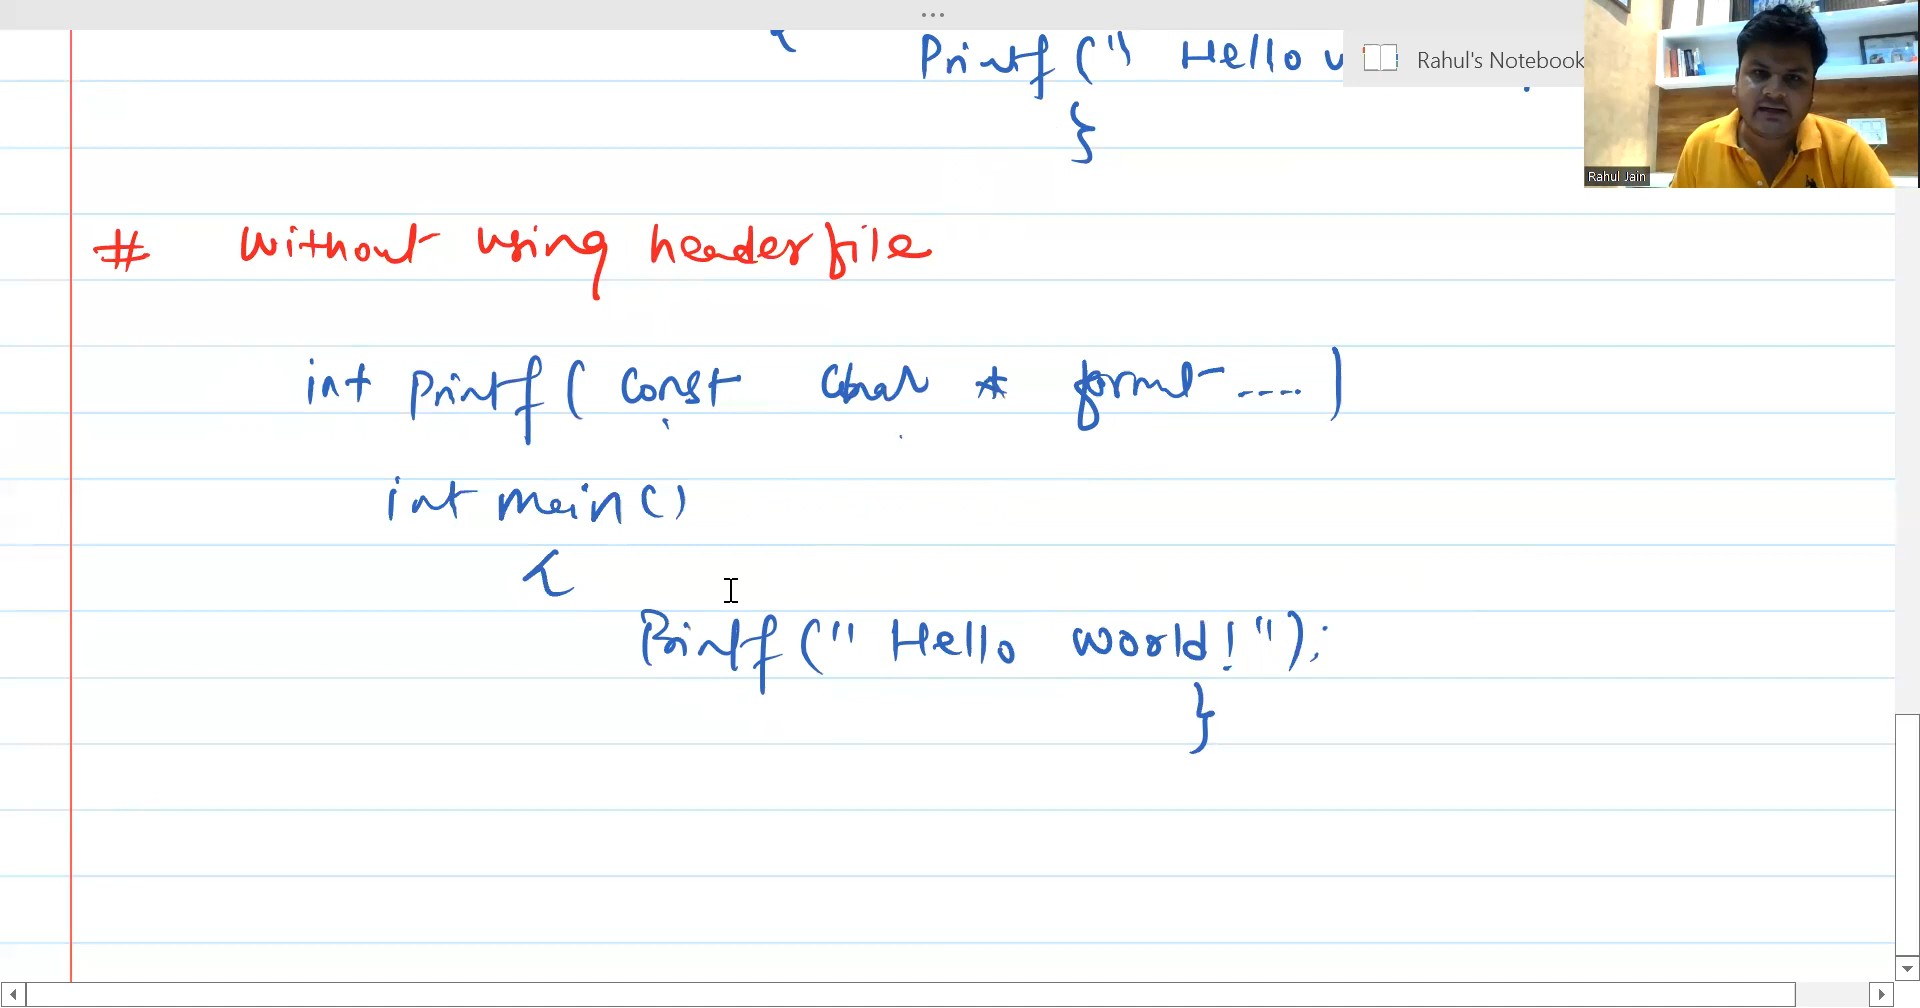 ...
Printf (" Hello
}
Rahul's Notebook
Rahul Jain
# without using header file
int printf ( const char * format .... )
int main ()
{
Printf (" Hello world! ");
}